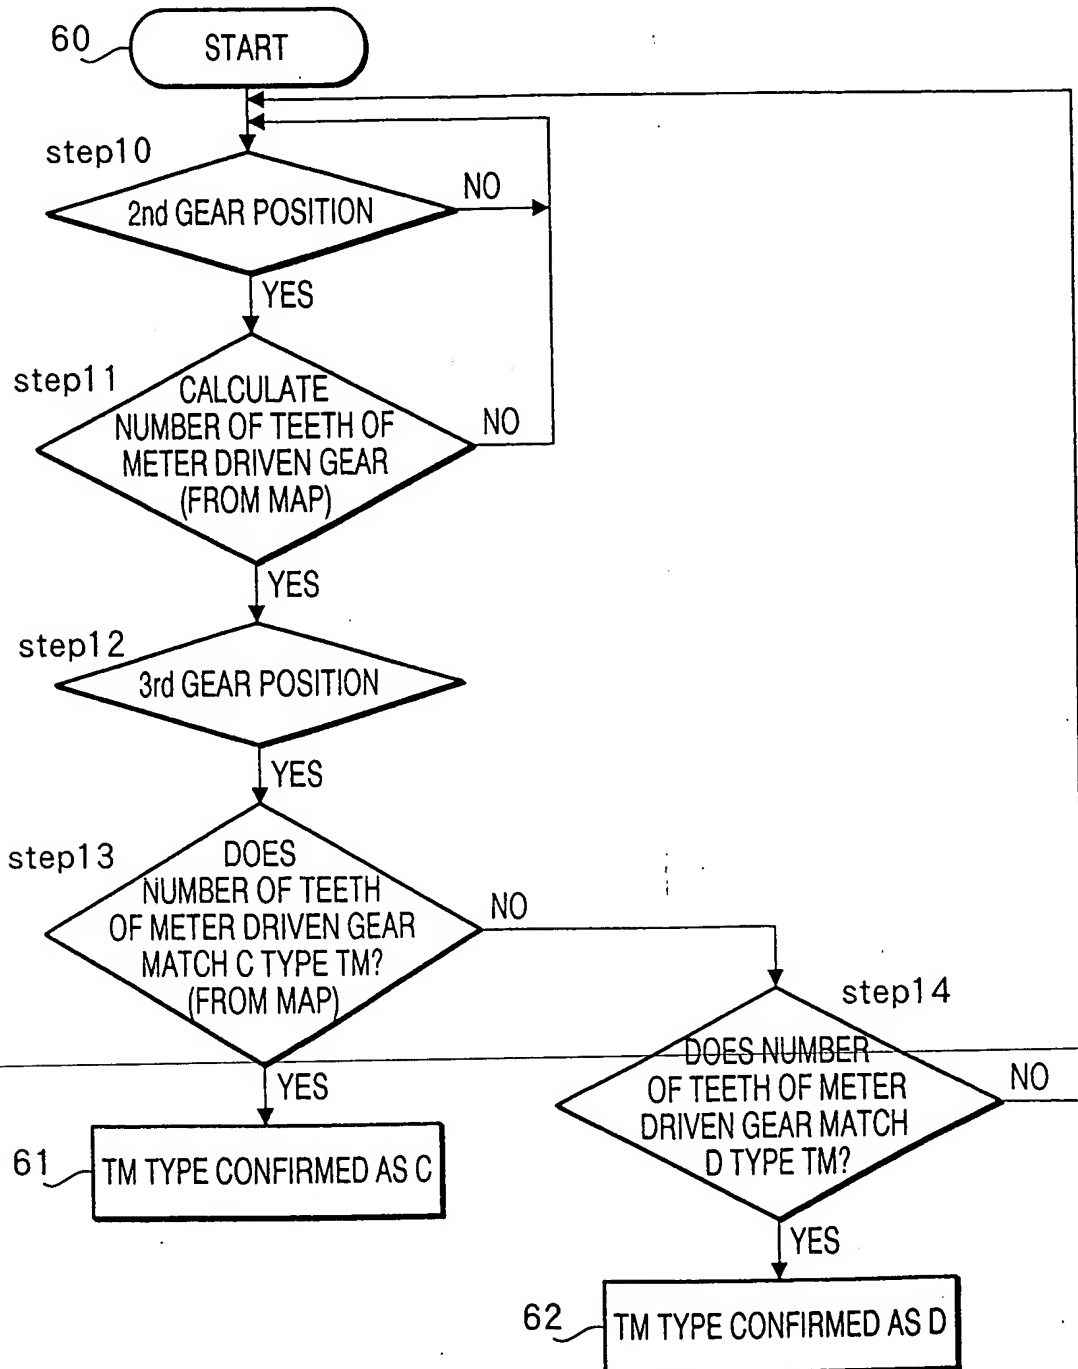 60
START
step10
2nd GEAR POSITION
NO
YES
step11
CALCULATE
NUMBER OF TEETH OF
METER DRIVEN GEAR
(FROM MAP)
NO
YES
step12
3rd GEAR POSITION
YES
step13
DOES
NUMBER OF TEETH
OF METER DRIVEN GEAR
MATCH C TYPE TM?
(FROM MAP)
NO
YES
step14
DOES NUMBER
OF TEETH OF METER
DRIVEN GEAR MATCH
D TYPE TM?
NO
YES
61
TM TYPE CONFIRMED AS C
62
TM TYPE CONFIRMED AS D